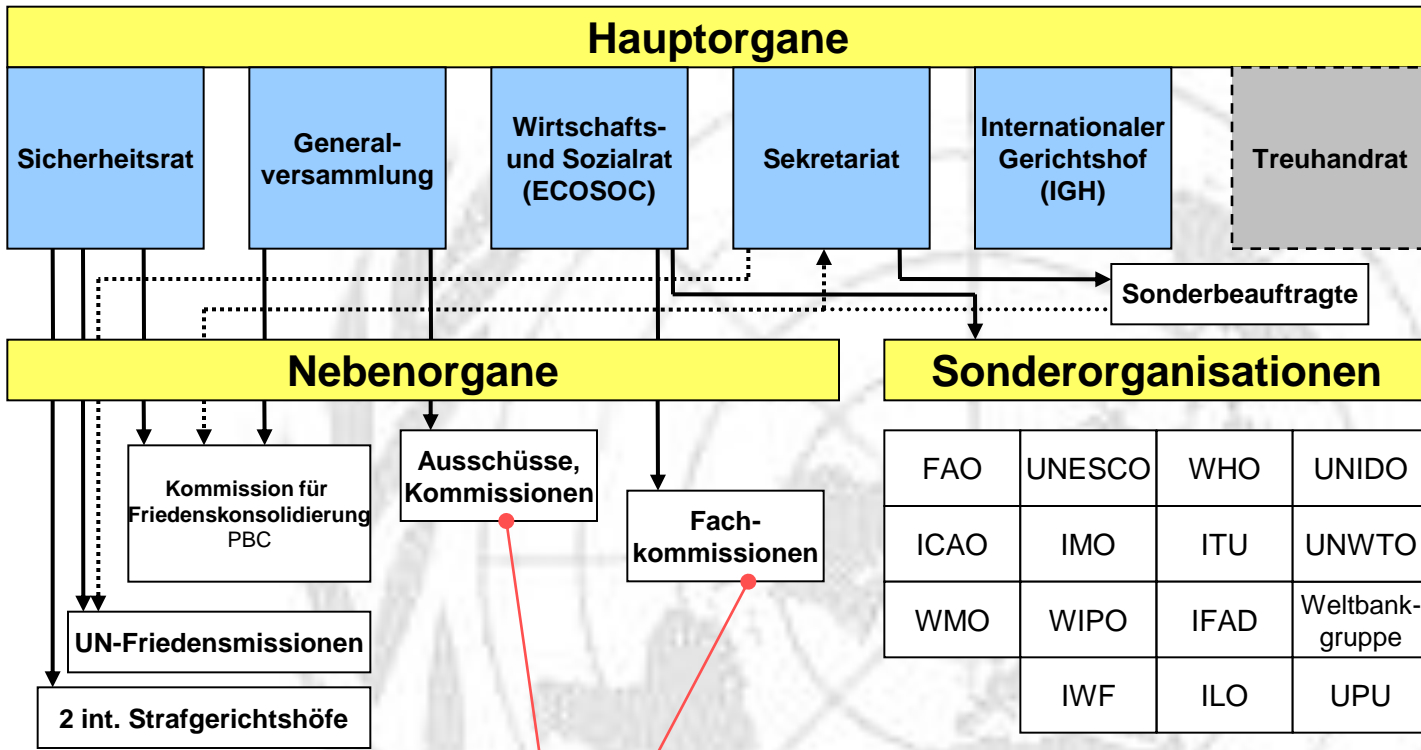 Hauptorgane
Sicherheitsrat
General-
versammlung
Wirtschafts-
und Sozialrat
(ECOSOC)
Sekretariat
Internationaler
Gerichtshof
(IGH)
Treuhandrat
Sonderbeauftragte
Nebenorgane
Sonderorganisationen
Kommission für
Friedenskonsolidierung
PBC
Ausschüsse,
Kommissionen
Fach-
kommissionen
UN-Friedensmissionen
2 int. Strafgerichtshöfe
FAO UNESCO WHO UNIDO
ICAO IMO ITU UNWTO
WMO WIPO IFAD Weltbank-
gruppe
IWF ILO UPU